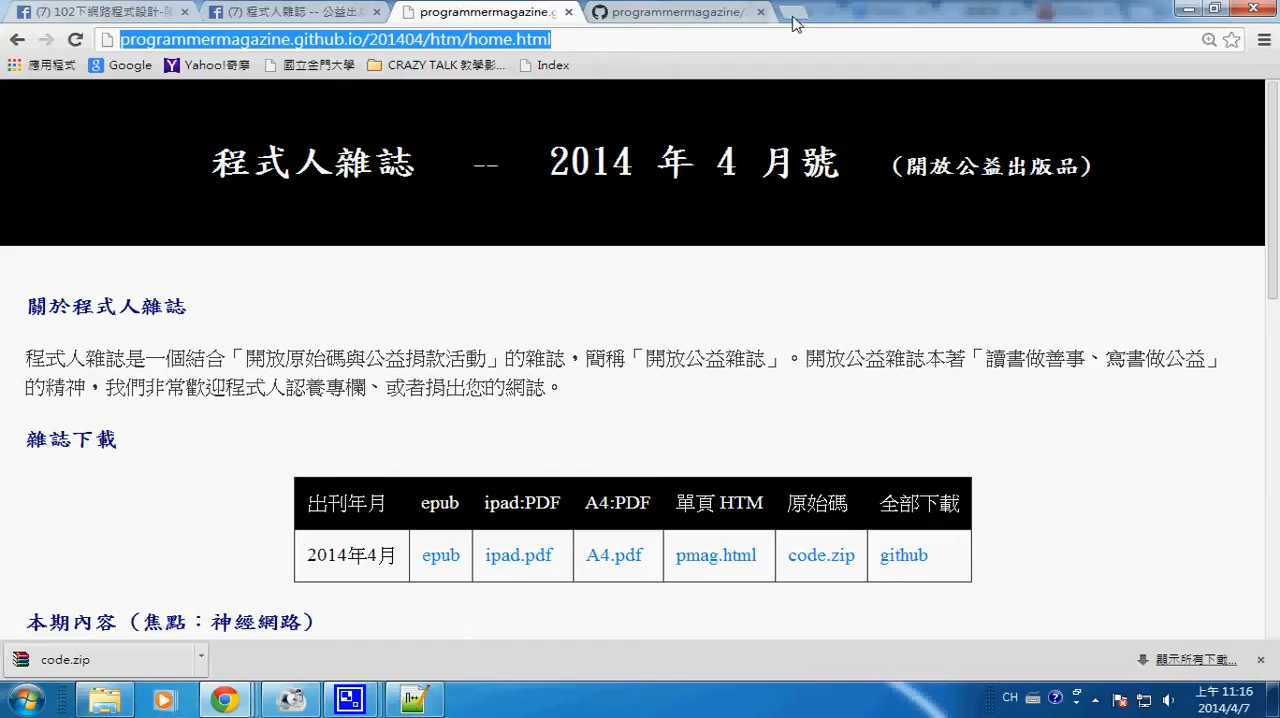 (7) 102下網路程式設計-
(7) 程式人雜誌 -- 公益出
programmermagazine.g
programmermagazine/
programmermagazine.github.io/201404/htm/home.html
應用程式 Google Yahoo!奇摩 國立金門大學 CRAZY TALK 教學影... Index
程式人雜誌 -- 2014 年 4 月號 (開放公益出版品)
關於程式人雜誌
程式人雜誌是一個結合「開放原始碼與公益捐款活動」的雜誌，簡稱「開放公益雜誌」。開放公益雜誌本著「讀書做善事、寫書做公益」
的精神，我們非常歡迎程式人認養專欄、或者捐出您的網誌。
雜誌下載
出刊年月 epub ipad:PDF A4:PDF 單頁 HTM 原始碼 全部下載
2014年4月 epub ipad.pdf A4.pdf pmag.html code.zip github
本期內容 (焦點：神經網路)
code.zip 顯示所有下載...
CH 上午 11:16
2014/4/7